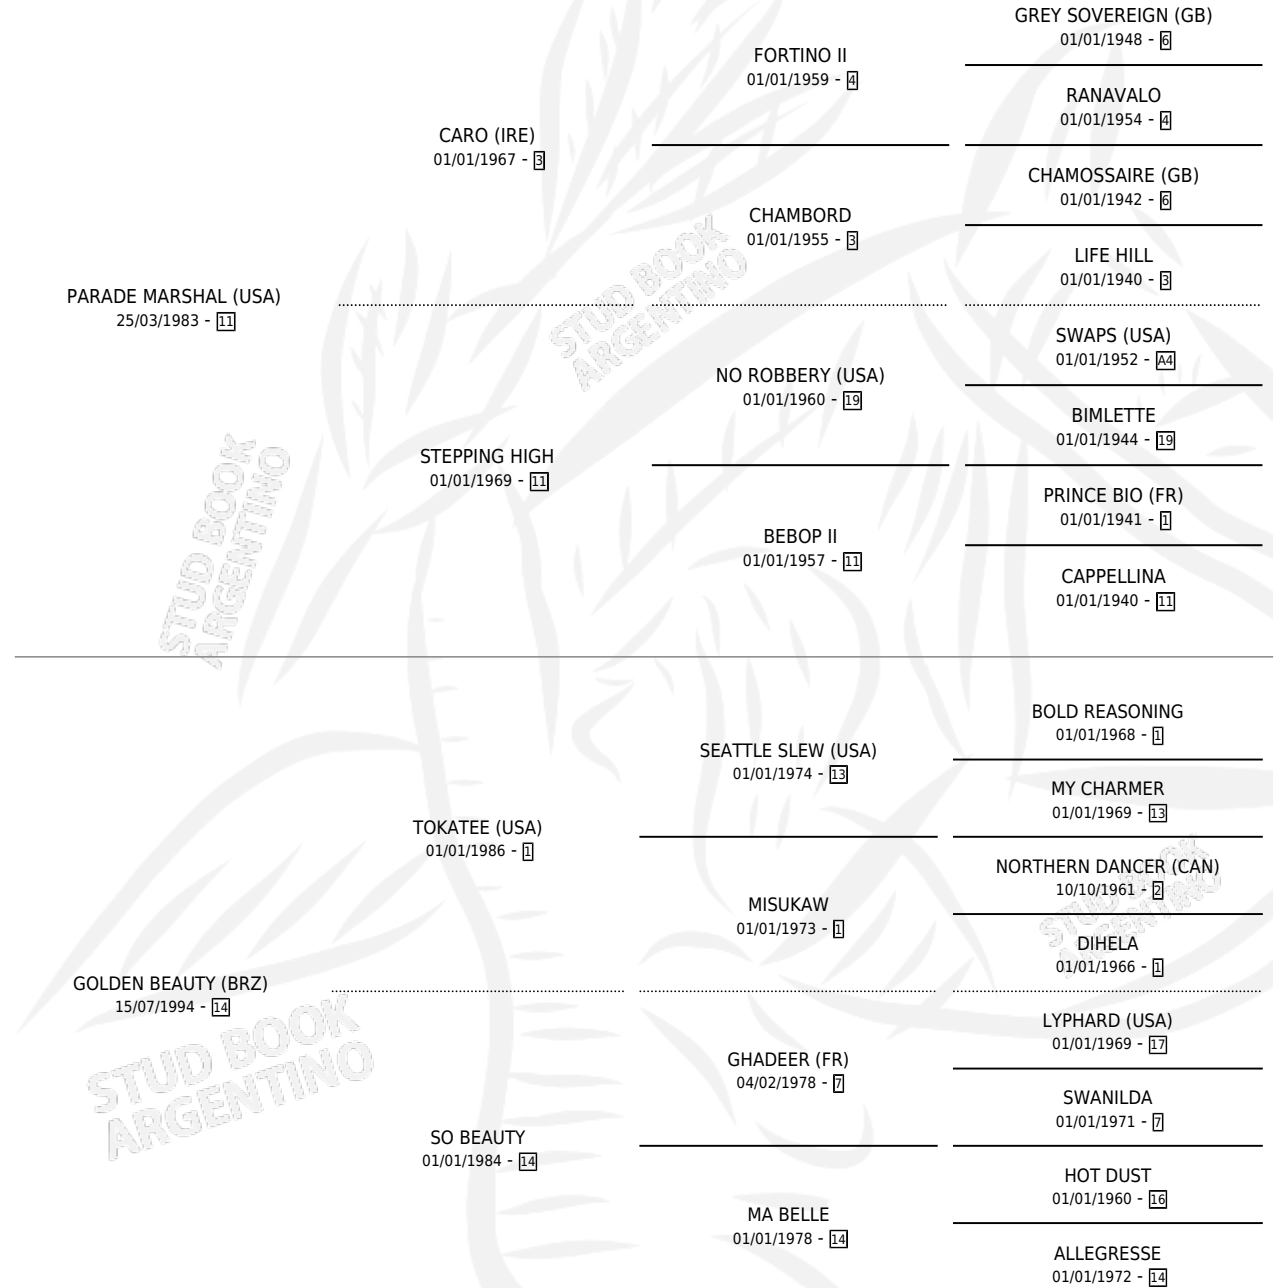 GREY SOVEREIGN (GB)
01/01/1948 - 6
FORTINO II
01/01/1959 - 4
RANAVALO
01/01/1954 - 4
CARO (IRE)
01/01/1967 - 3
CHAMOSSAIRE (GB)
01/01/1942 - 6
CHAMBORD
01/01/1955 - 3
LIFE HILL
01/01/1940 - 3
PARADE MARSHAL (USA)
25/03/1983 - 11
SWAPS (USA)
01/01/1952 - A4
NO ROBBERY (USA)
01/01/1960 - 19
BIMLETTE
01/01/1944 - 19
STEPPING HIGH
01/01/1969 - 11
PRINCE BIO (FR)
01/01/1941 - 1
BEBOP II
01/01/1957 - 11
CAPPELLINA
01/01/1940 - 11
BOLD REASONING
01/01/1968 - 1
SEATTLE SLEW (USA)
01/01/1974 - 13
MY CHARMER
01/01/1969 - 13
TOKATEE (USA)
01/01/1986 - 1
NORTHERN DANCER (CAN)
10/10/1961 - 2
MISUKAW
01/01/1973 - 1
DIHELA
01/01/1966 - 1
GOLDEN BEAUTY (BRZ)
15/07/1994 - 14
LYPHARD (USA)
01/01/1969 - 17
GHADEER (FR)
04/02/1978 - 7
SWANILDA
01/01/1971 - 7
SO BEAUTY
01/01/1984 - 14
HOT DUST
01/01/1960 - 16
MA BELLE
01/01/1978 - 14
ALLEGRESSE
01/01/1972 - 14
STUD BOOK
ARGENTINO
STUD BOOK
ARGENTINO
STUD BOOK
ARGENTINO
STUD BOOK
ARGENTINO